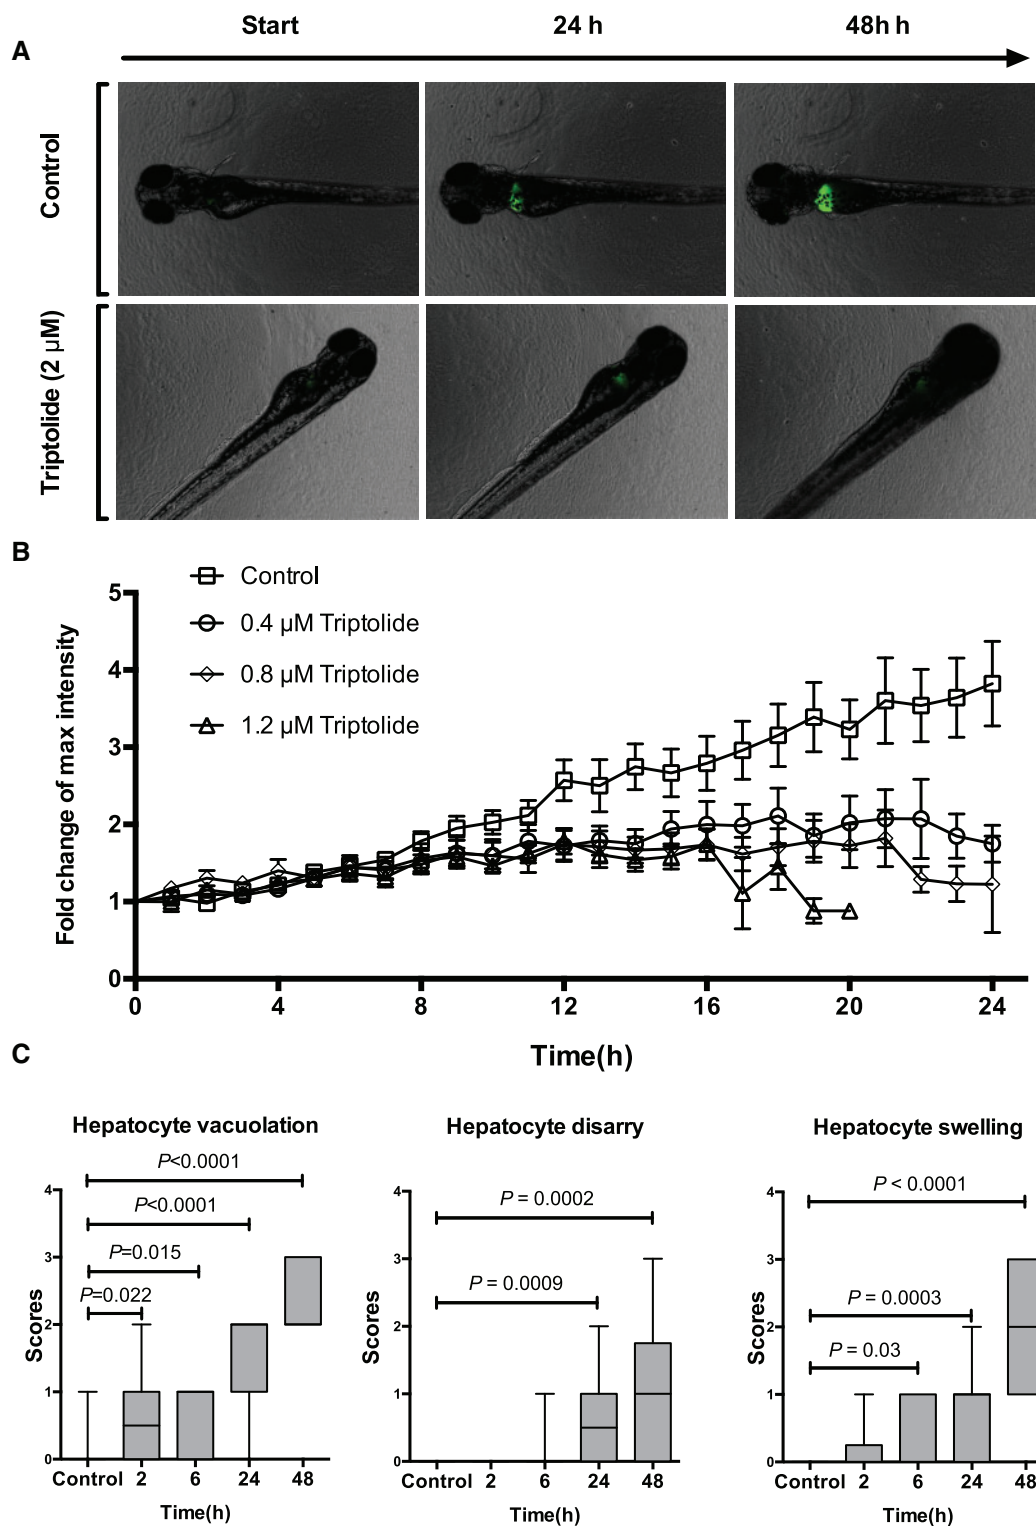 Start 24 h 48h h
A
Control
Triptolide (2 µM)
B
Control
0.4 µM Triptolide
0.8 µM Triptolide
1.2 µM Triptolide
Fold change of max intensity
5
4
3
2
1
0
0 4 8 12 16 20 24
Time(h)
C
Hepatocyte vacuolation
P<0.0001
P<0.0001
P=0.015
P=0.022
Scores
4
3
2
1
0
Control 2 6 24 48
Time(h)
Hepatocyte disarry
P = 0.0002
P = 0.0009
Scores
4
3
2
1
0
Control 2 6 24 48
Time(h)
Hepatocyte swelling
P < 0.0001
P = 0.0003
P = 0.03
Scores
4
3
2
1
0
Control 2 6 24 48
Time(h)